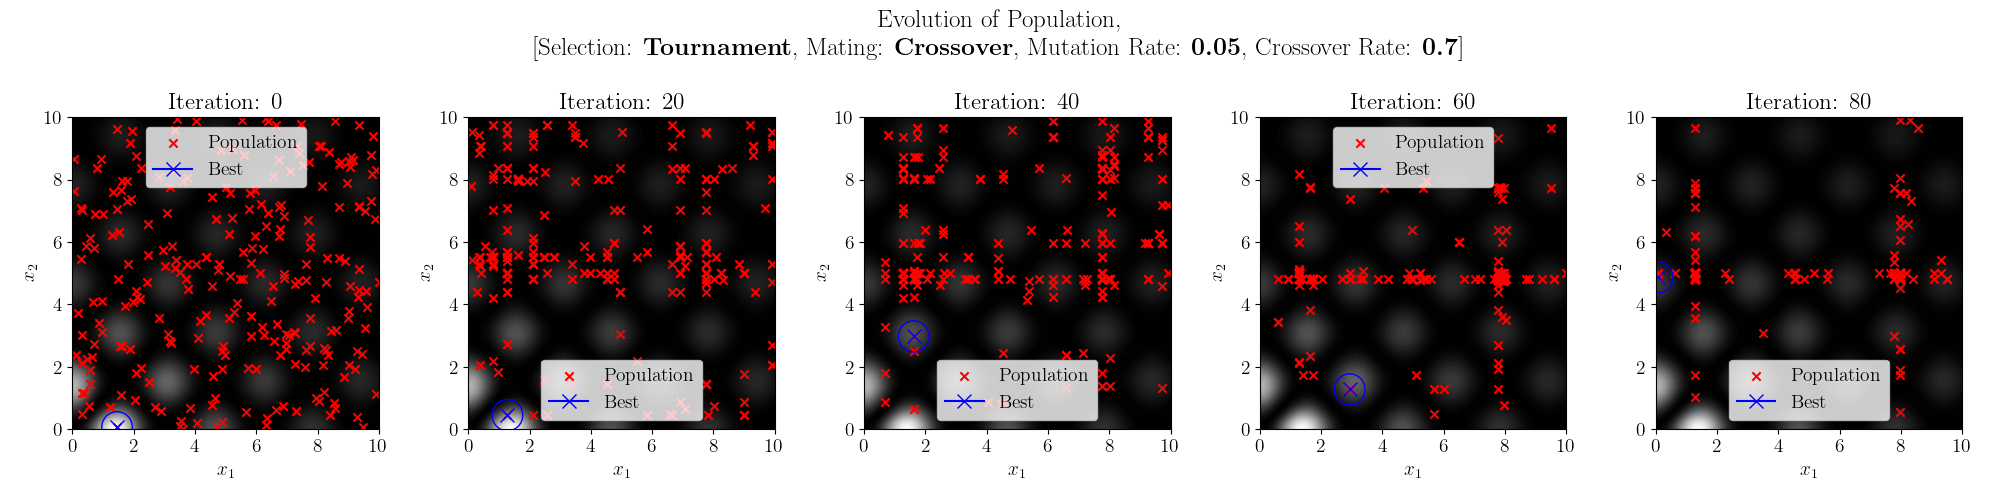 Evolution of Population,
[Selection: Tournament, Mating: Crossover, Mutation Rate: 0.05, Crossover Rate: 0.7]
Iteration: 0
10
8
6
4
2
0
x2
Population
Best
0 2 4 6 8 10
x1
Iteration: 20
10
8
6
4
2
0
x2
Population
Best
0 2 4 6 8 10
x1
Iteration: 40
10
8
6
4
2
0
x2
Population
Best
0 2 4 6 8 10
x1
Iteration: 60
10
8
6
4
2
0
x2
Population
Best
0 2 4 6 8 10
x1
Iteration: 80
10
8
6
4
2
0
x2
Population
Best
0 2 4 6 8 10
x1